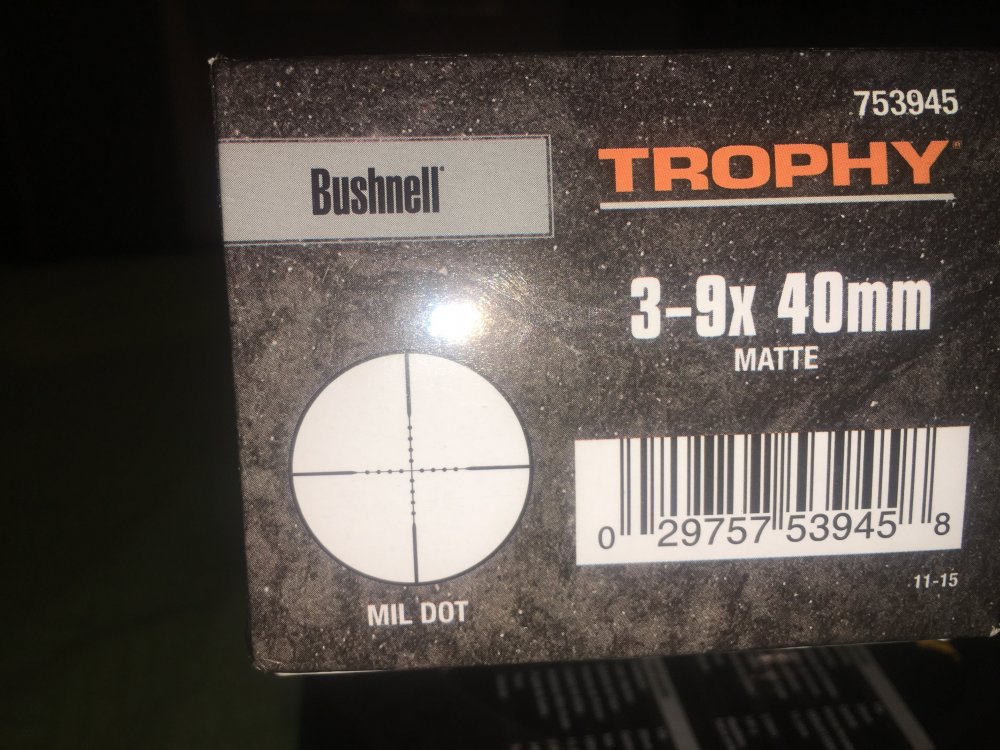 753945
Bushnell®
TROPHY®
3-9x 40mm
MATTE
MIL DOT
0 29757 53945 8
11-15